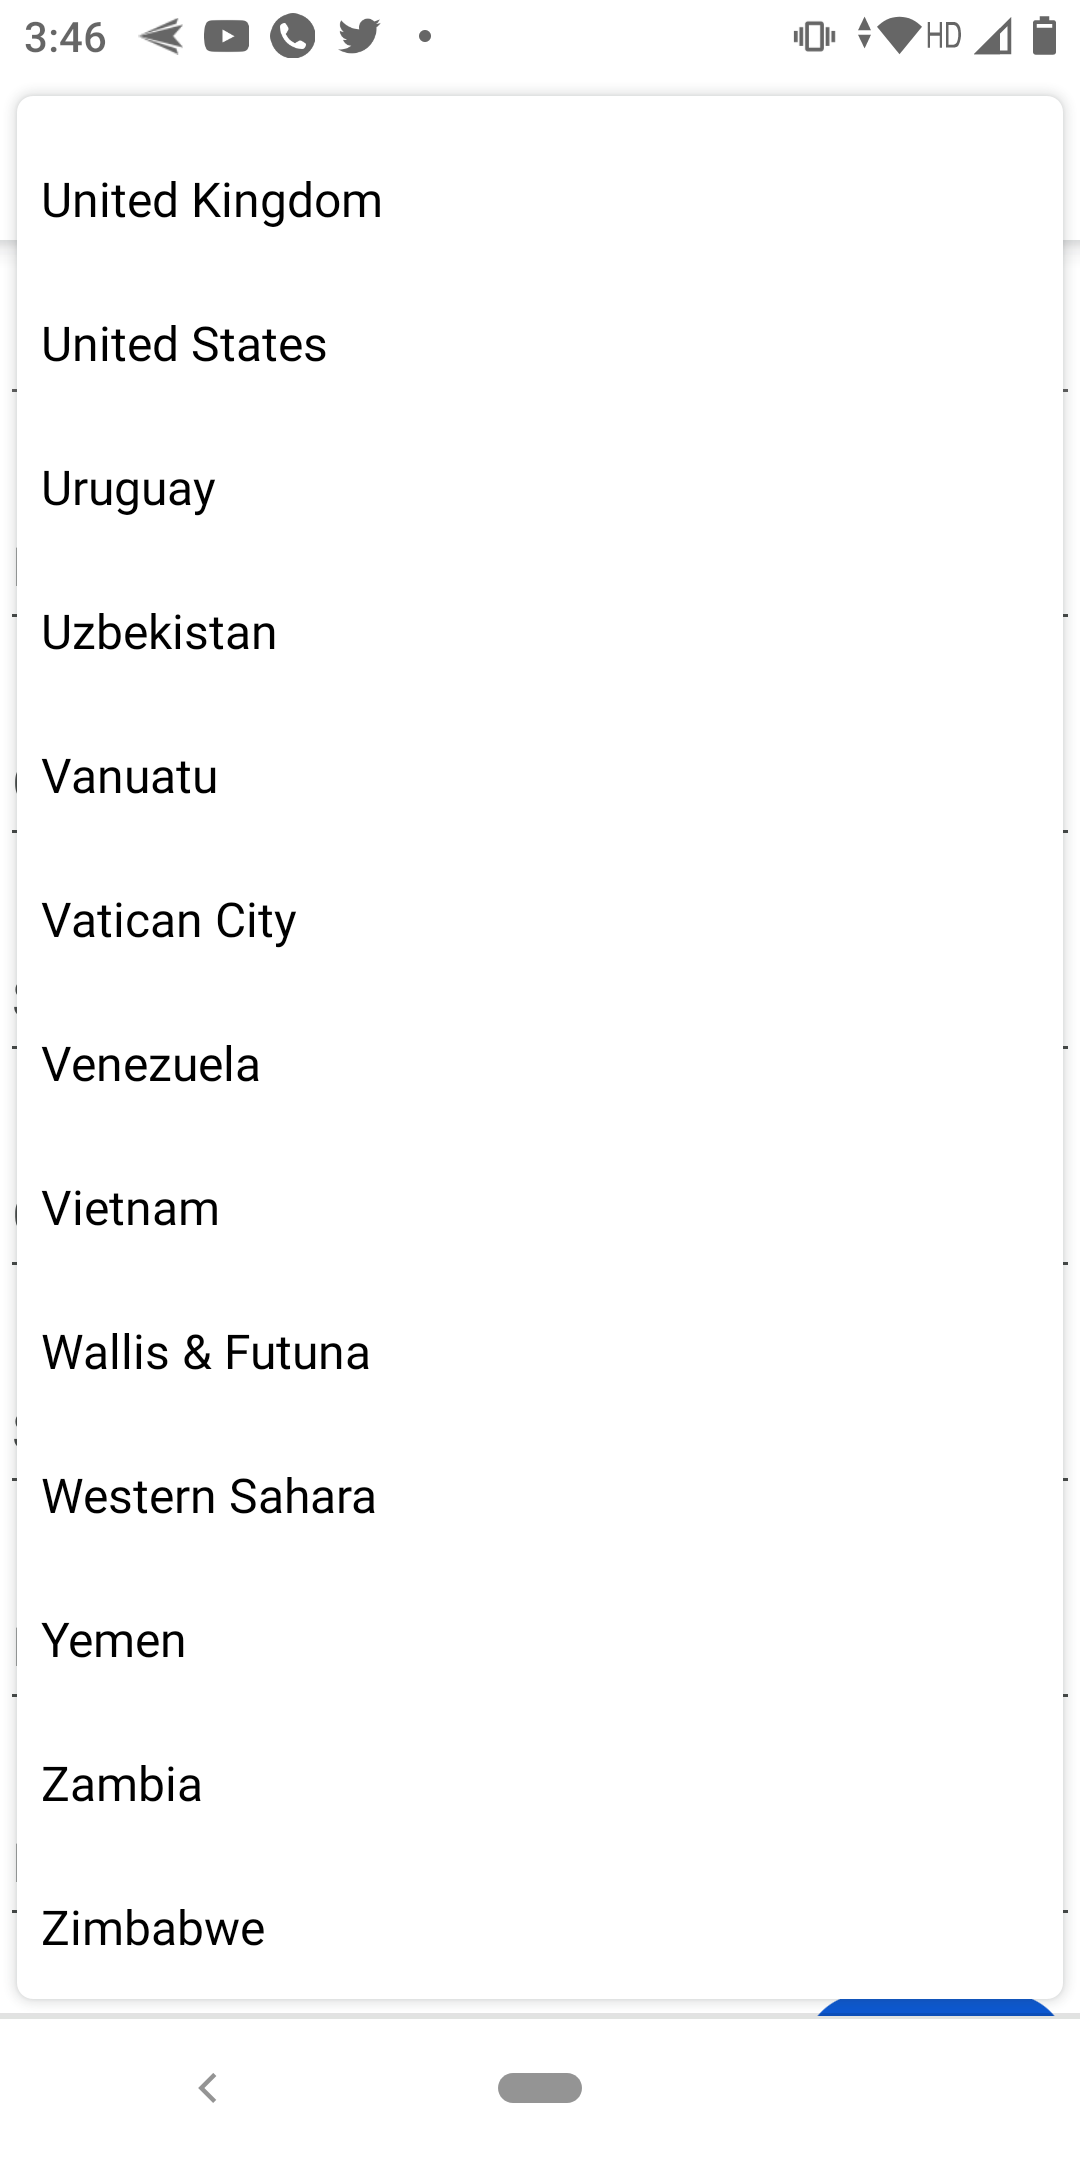 3:46
HD
United Kingdom
United States
Uruguay
Uzbekistan
Vanuatu
Vatican City
Venezuela
Vietnam
Wallis & Futuna
Western Sahara
Yemen
Zambia
Zimbabwe